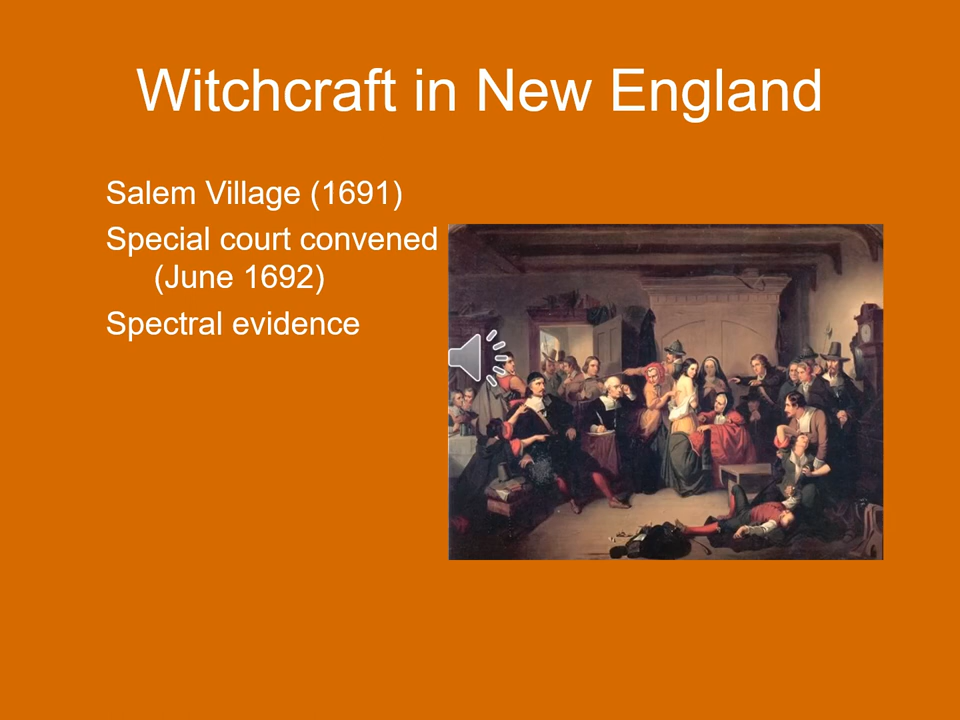 Witchcraft in New England
Salem Village (1691)
Special court convened
(June 1692)
Spectral evidence